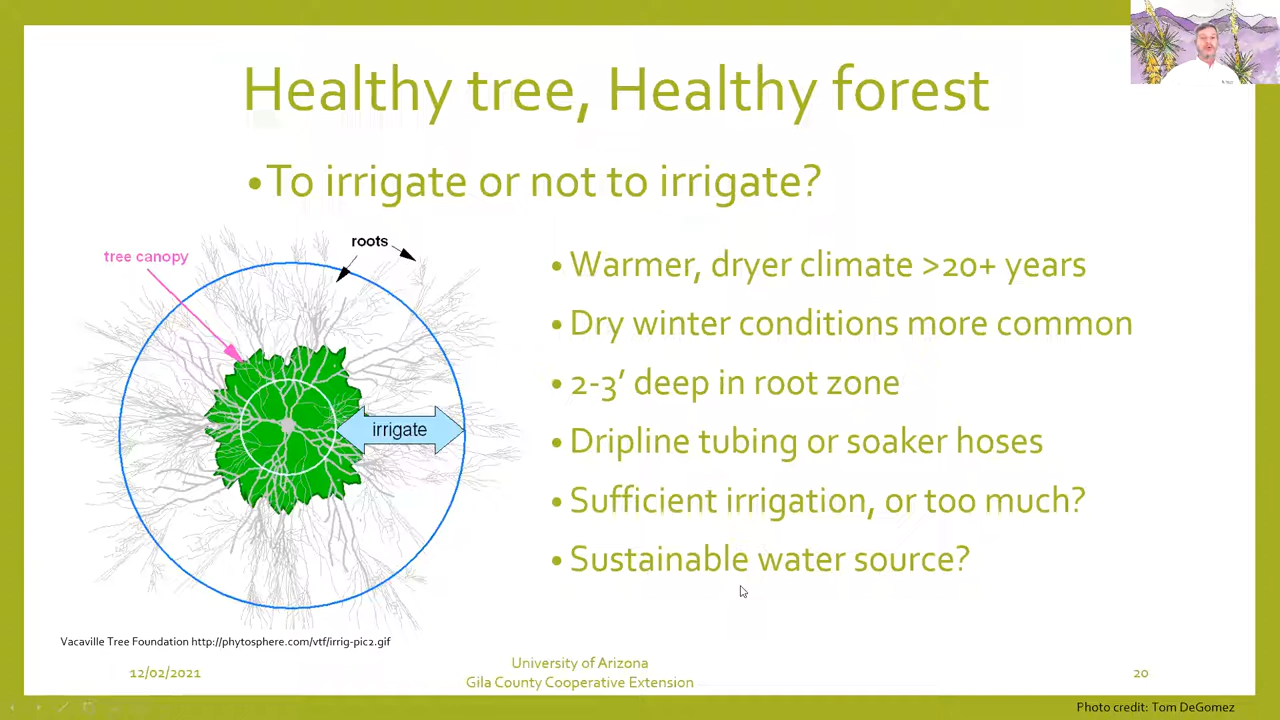 Healthy tree, Healthy forest
•To irrigate or not to irrigate?
roots
tree canopy
irrigate
• Warmer, dryer climate >20+ years
• Dry winter conditions more common
• 2-3’ deep in root zone
• Dripline tubing or soaker hoses
• Sufficient irrigation, or too much?
• Sustainable water source?
Vacaville Tree Foundation http://phytosphere.com/vtf/irrig-pic2.gif
12/02/2021
University of Arizona
Gila County Cooperative Extension
20
Photo credit: Tom DeGomez